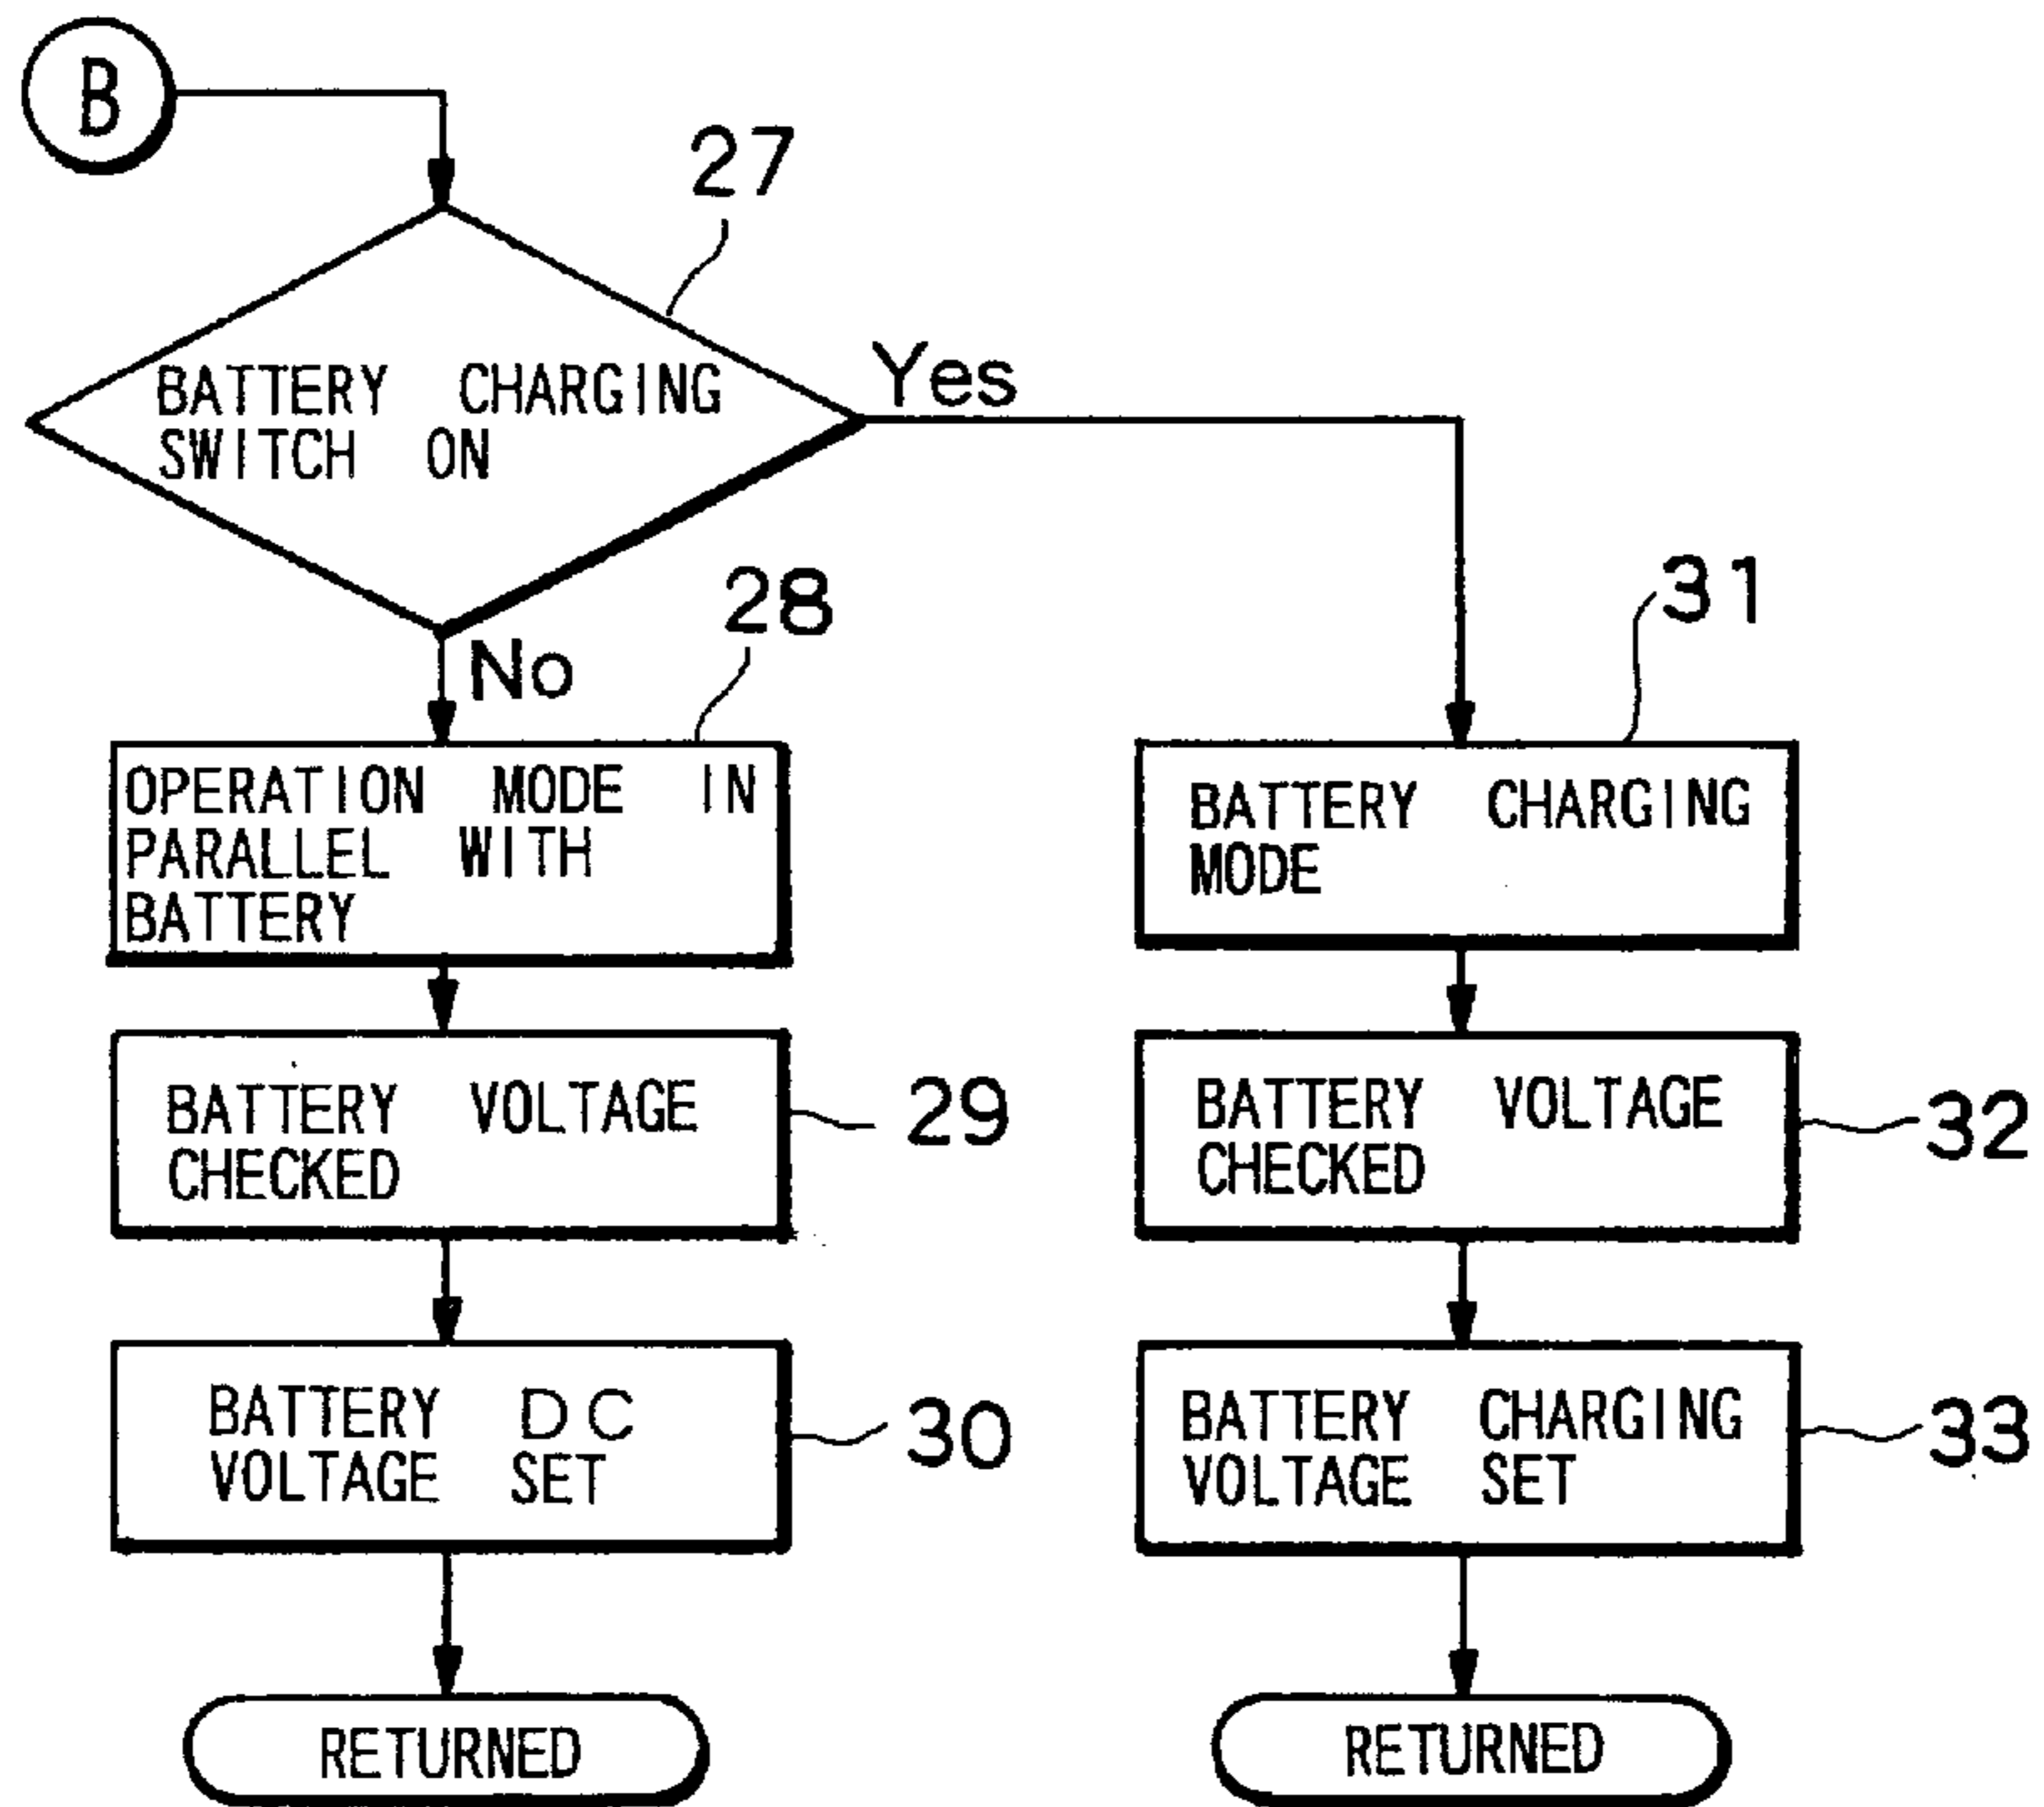 B
27
BATTERY CHARGING
SWITCH ON
Yes
No
28
OPERATION MODE IN
PARALLEL WITH
BATTERY
BATTERY VOLTAGE
CHECKED
29
BATTERY DC
VOLTAGE SET
30
RETURNED
31
BATTERY CHARGING
MODE
BATTERY VOLTAGE
CHECKED
32
BATTERY CHARGING
VOLTAGE SET
33
RETURNED